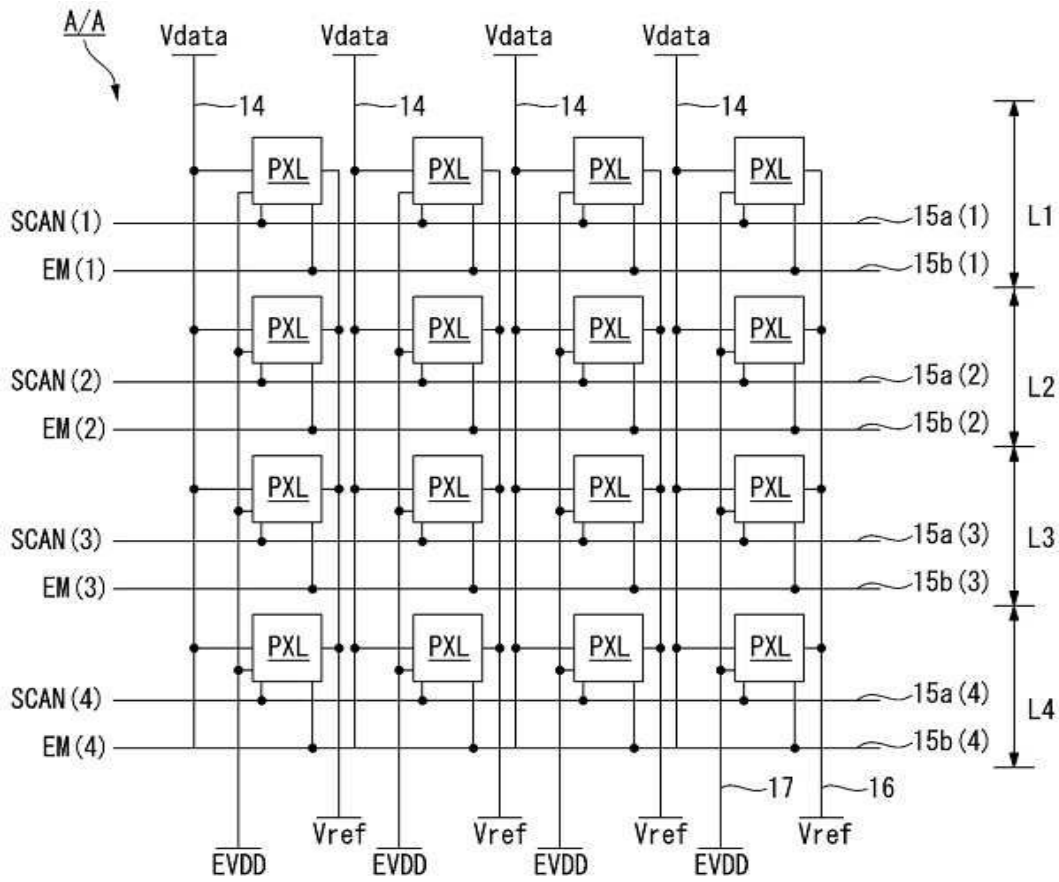 A/A
Vdata Vdata Vdata Vdata
14 14 14 14
PXL PXL PXL PXL
SCAN(1) 15a(1)
L1
EM(1) 15b(1)
PXL PXL PXL PXL
SCAN(2) 15a(2)
L2
EM(2) 15b(2)
PXL PXL PXL PXL
SCAN(3) 15a(3)
L3
EM(3) 15b(3)
PXL PXL PXL PXL
SCAN(4) 15a(4)
L4
EM(4) 15b(4)
17 16
Vref Vref Vref Vref
EVDD EVDD EVDD EVDD